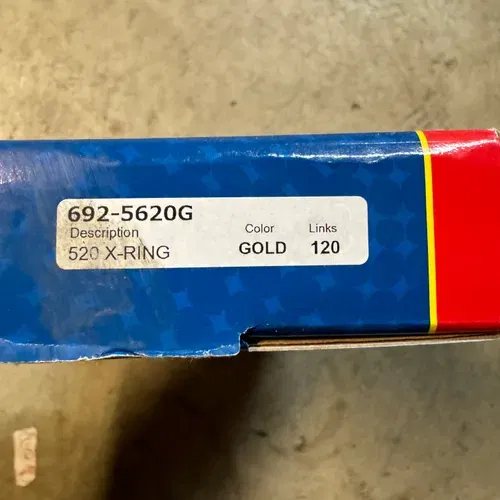 692-5620G
Description Color Links
520 X-RING GOLD 120